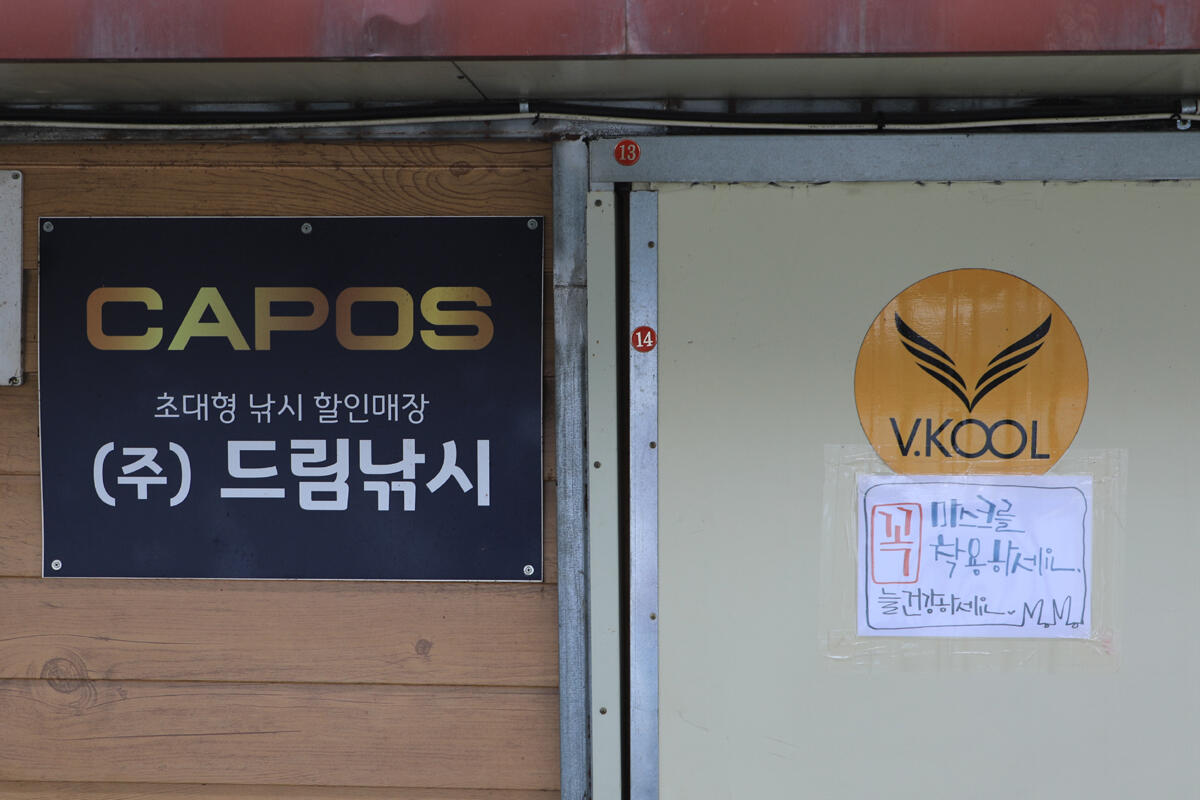 CAPOS
초대형 낚시 할인매장
(주) 드림낚시
13
14
V.KOOL
꼭 마스크를
착용하세요.
늘 건강하세요
M.M.